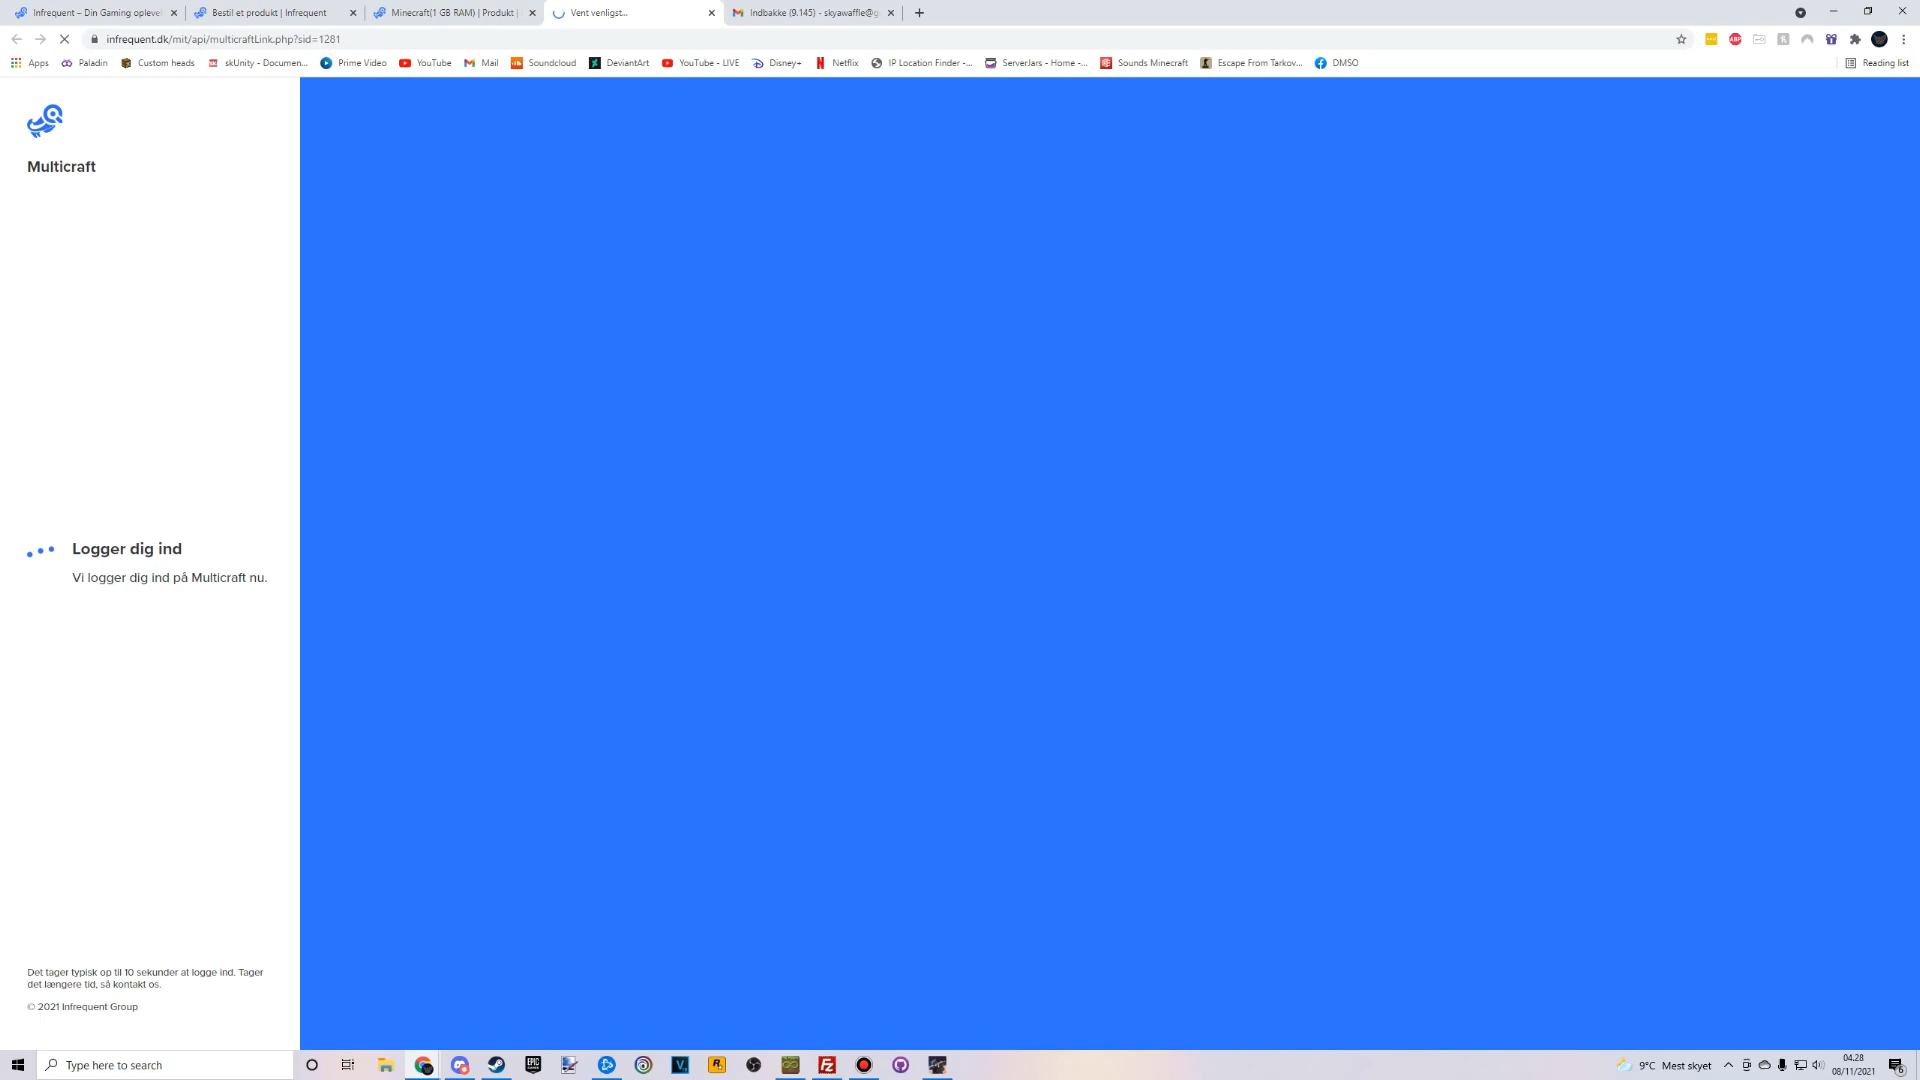 Infrequent – Din Gaming oplevel
Bestil et produkt | Infrequent
Minecraft(1 GB RAM) | Produkt |
Vent venligst...
Indbakke (9.145) - skyawaffle@g
infrequent.dk/mit/api/multicraftLink.php?sid=1281
Apps
Paladin
Custom heads
skUnity - Documen...
Prime Video
YouTube
Mail
Soundcloud
DeviantArt
YouTube - LIVE
Disney+
Netflix
IP Location Finder -...
ServerJars - Home -...
Sounds Minecraft
Escape From Tarkov...
DMSO
Reading list
Multicraft
Logger dig ind
Vi logger dig ind på Multicraft nu.
Det tager typisk op til 10 sekunder at logge ind. Tager
det længere tid, så kontakt os.
© 2021 Infrequent Group
Type here to search
9°C Mest skyet
04.28
08/11/2021